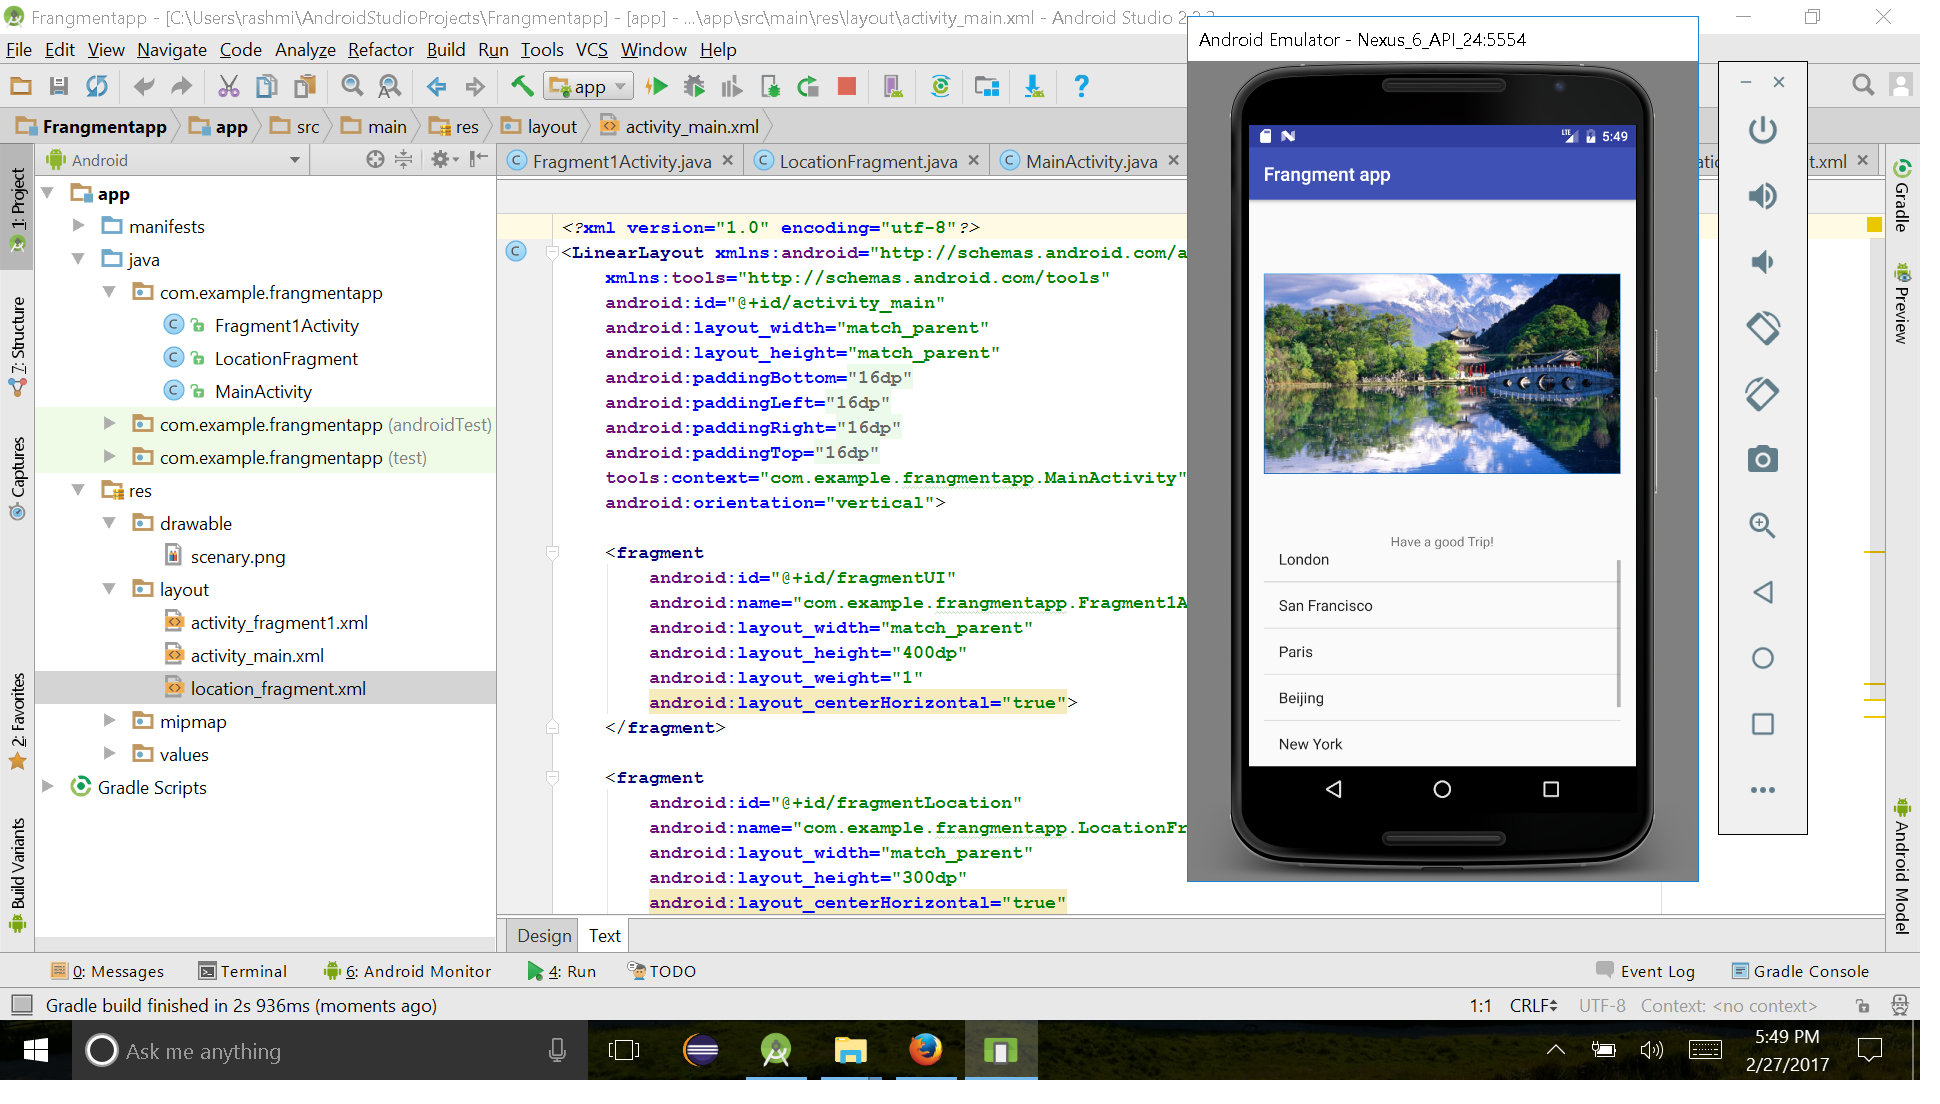 Frangmentapp - [C:\Users\rashmi\AndroidStudioProjects\Frangmentapp] - [app] - ...\app\src\main\res\layout\activity_main.xml - Android Studio
File Edit View Navigate Code Analyze Refactor Build Run Tools VCS Window Help
app
Frangmentapp app src main res layout activity_main.xml
Android
Fragment1Activity.java LocationFragment.java MainActivity.java
1: Project
7: Structure
Captures
2: Favorites
Build Variants
app
manifests
java
com.example.frangmentapp
Fragment1Activity
LocationFragment
MainActivity
com.example.frangmentapp (androidTest)
com.example.frangmentapp (test)
res
drawable
scenary.png
layout
activity_fragment1.xml
activity_main.xml
location_fragment.xml
mipmap
values
Gradle Scripts
<?xml version="1.0" encoding="utf-8"?>
<LinearLayout xmlns:android="http://schemas.android.com/a
xmlns:tools="http://schemas.android.com/tools"
android:id="@+id/activity_main"
android:layout_width="match_parent"
android:layout_height="match_parent"
android:paddingBottom="16dp"
android:paddingLeft="16dp"
android:paddingRight="16dp"
android:paddingTop="16dp"
tools:context="com.example.frangmentapp.MainActivity"
android:orientation="vertical">
<fragment
android:id="@+id/fragmentUI"
android:name="com.example.frangmentapp.Fragment1A
android:layout_width="match_parent"
android:layout_height="400dp"
android:layout_weight="1"
android:layout_centerHorizontal="true">
</fragment>
<fragment
android:id="@+id/fragmentLocation"
android:name="com.example.frangmentapp.LocationFr
android:layout_width="match_parent"
android:layout_height="300dp"
android:layout_centerHorizontal="true"
Design Text
Android Emulator - Nexus_6_API_24:5554
LTE 5:49
Frangment app
Have a good Trip!
London
San Francisco
Paris
Beijing
New York
t.xml
Gradle
Preview
Android Model
0: Messages Terminal 6: Android Monitor 4: Run TODO Event Log Gradle Console
Gradle build finished in 2s 936ms (moments ago) 1:1 CRLF UTF-8 Context: <no context>
Ask me anything
5:49 PM
2/27/2017